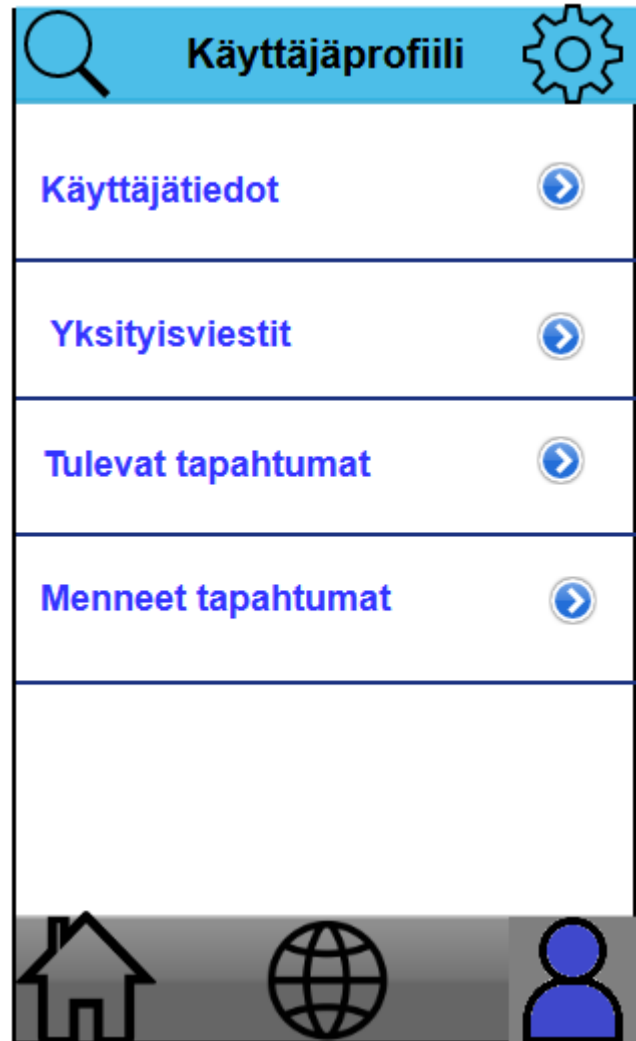 Käyttäjäprofiili
Käyttäjätiedot
Yksityisviestit
Tulevat tapahtumat
Menneet tapahtumat